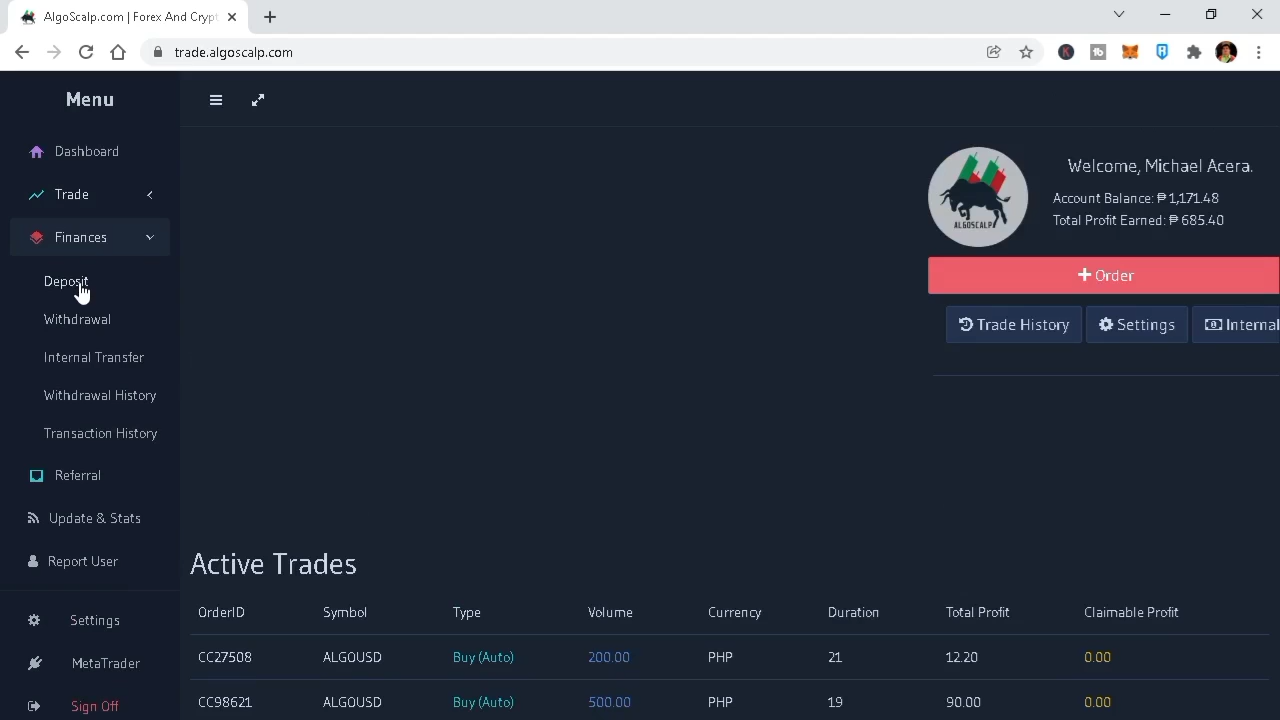 AlgoScalp.com | Forex And Crypt
trade.algoscalp.com
Menu
Dashboard
Trade
Finances
Deposit
Withdrawal
Internal Transfer
Withdrawal History
Transaction History
Referral
Update & Stats
Report User
Settings
MetaTrader
Sign Off
ALGOSCALP
Welcome, Michael Acera.
Account Balance: ₱ 1,171.48
Total Profit Earned: ₱ 685.40
Order
Trade History Settings Internal
Active Trades
OrderID Symbol Type Volume Currency Duration Total Profit Claimable Profit
CC27508 ALGOUSD Buy (Auto) 200.00 PHP 21 12.20 0.00
CC98621 ALGOUSD Buy (Auto) 500.00 PHP 19 90.00 0.00